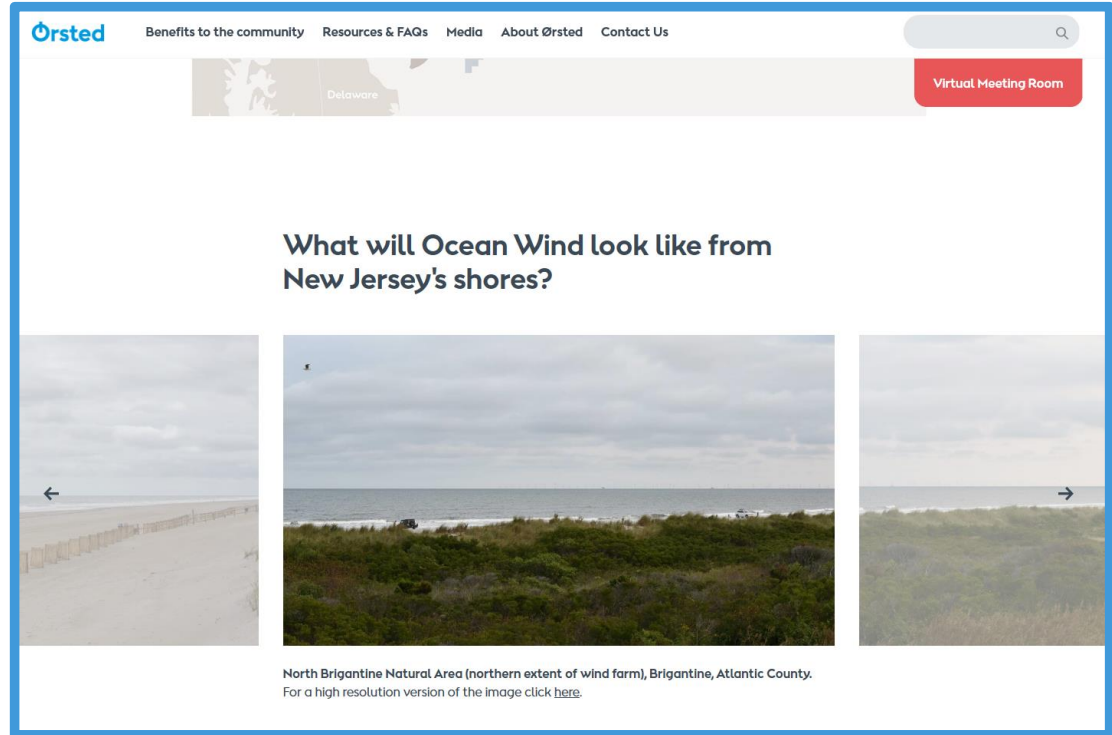 Ørsted
Benefits to the community Resources & FAQs Media About Ørsted Contact Us
Delaware
Virtual Meeting Room
What will Ocean Wind look like from
New Jersey's shores?
North Brigantine Natural Area (northern extent of wind farm), Brigantine, Atlantic County.
For a high resolution version of the image click here.